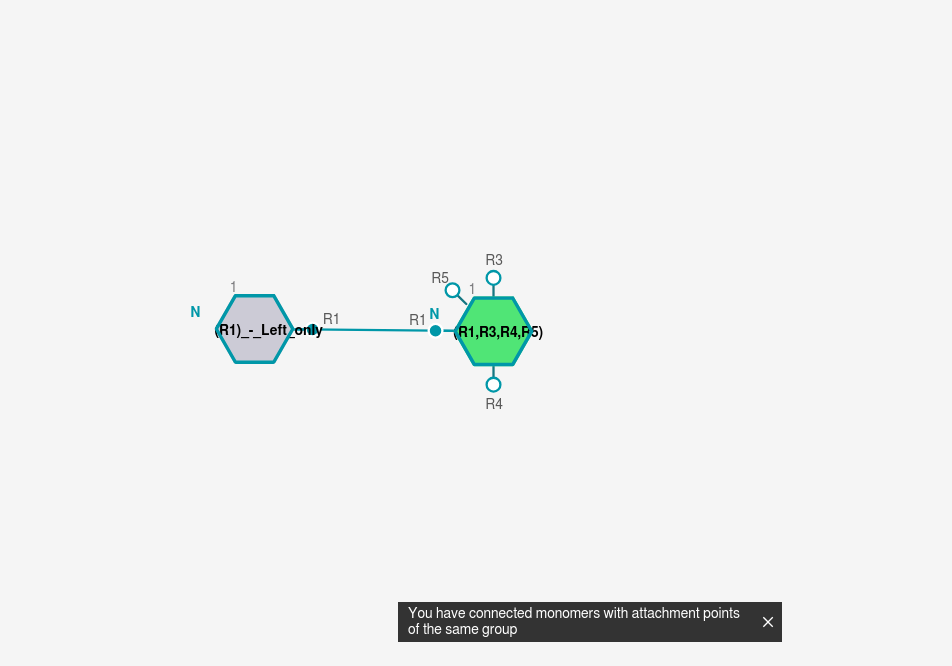 R3
R5
1
1
N
N
R1
R1
(R1)_-_Left_only
(R1,R3,R4,R5)
R4
You have connected monomers with attachment points
of the same group